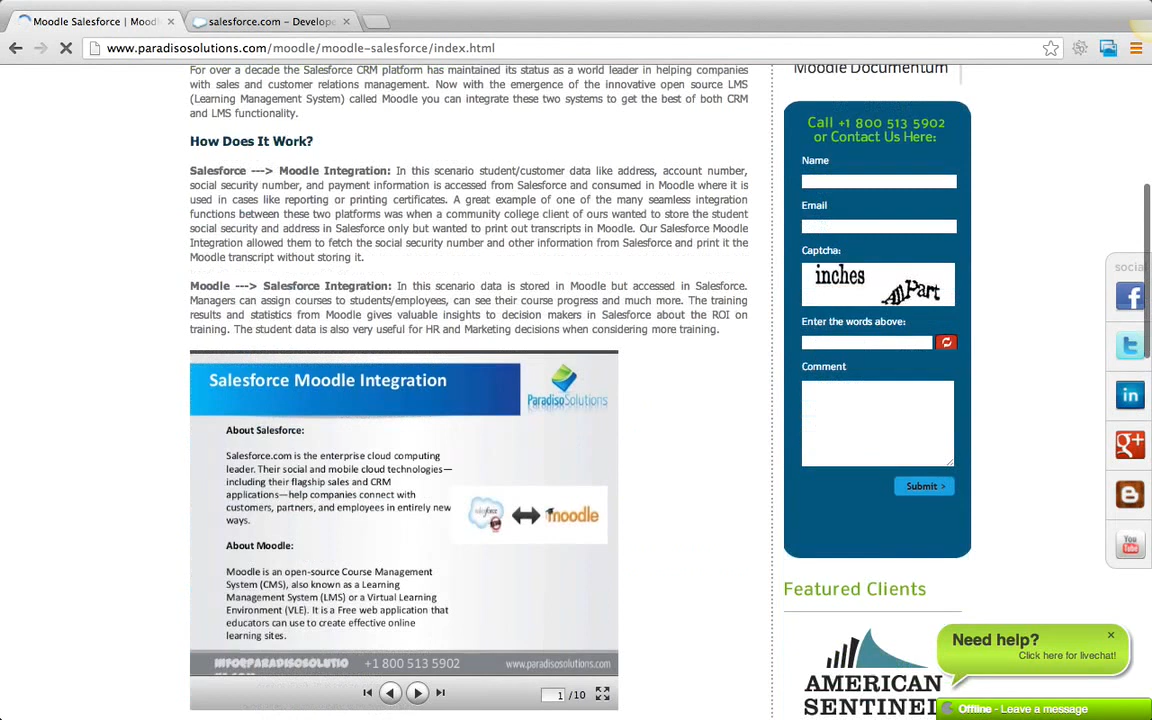 Moodle Salesforce | Mood
salesforce.com - Develope
www.paradisosolutions.com/moodle/moodle-salesforce/index.html
For over a decade the Salesforce CRM platform has maintained its status as a world leader in helping companies
with sales and customer relations management. Now with the emergence of the innovative open source LMS
(Learning Management System) called Moodle you can integrate these two systems to get the best of both CRM
and LMS functionality.
How Does It Work?
Salesforce ---> Moodle Integration: In this scenario student/customer data like address, account number,
social security number, and payment information is accessed from Salesforce and consumed in Moodle where it is
used in cases like reporting or printing certificates. A great example of one of the many seamless integration
functions between these two platforms was when a community college client of ours wanted to store the student
social security and address in Salesforce only but wanted to print out transcripts in Moodle. Our Salesforce Moodle
Integration allowed them to fetch the social security number and other information from Salesforce and print it the
Moodle transcript without storing it.
Moodle ---> Salesforce Integration: In this scenario data is stored in Moodle but accessed in Salesforce.
Managers can assign courses to students/employees, can see their course progress and much more. The training
results and statistics from Moodle gives valuable insights to decision makers in Salesforce about the ROI on
training. The student data is also very useful for HR and Marketing decisions when considering more training.
Salesforce Moodle Integration
ParadisoSolutions
About Salesforce:
Salesforce.com is the enterprise cloud computing
leader. Their social and mobile cloud technologies—
including their flagship sales and CRM
applications—help companies connect with
customers, partners, and employees in entirely new
ways.
salesforce
moodle
About Moodle:
Moodle is an open-source Course Management
System (CMS), also known as a Learning
Management System (LMS) or a Virtual Learning
Environment (VLE). It is a Free web application that
educators can use to create effective online
learning sites.
INFO@PARADISOSOLUTIO
+1 800 513 5902
www.paradisosolutions.com
1 /10
Moodle Documentum
Call +1 800 513 5902
or Contact Us Here:
Name
Email
Captcha:
inches
Enter the words above:
Comment
Submit >
Featured Clients
AMERICAN
SENTINEL
socia
f
t
in
g+
B
You
Tube
Need help?
Click here for livechat!
Offline - Leave a message